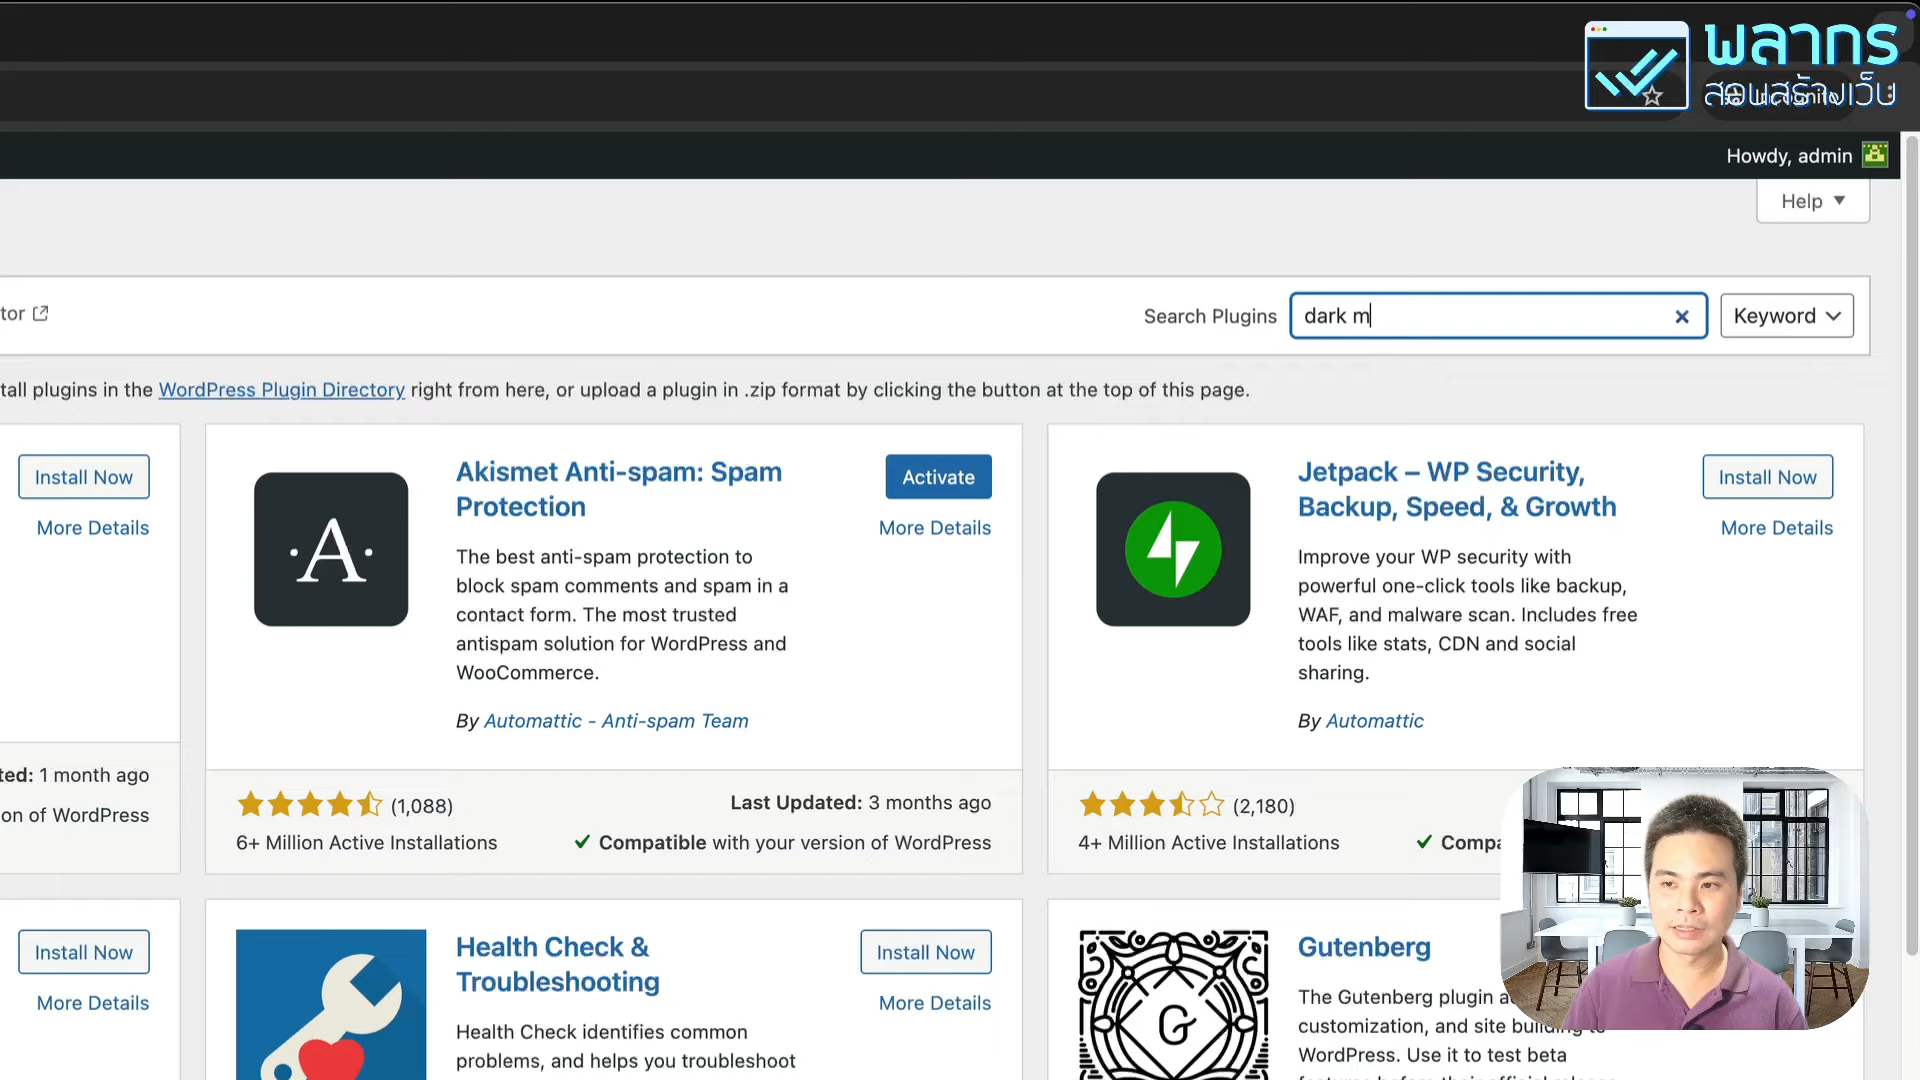 พลากร
สอนสร้างเว็บ
Howdy, admin
Help
tor
Search Plugins
dark m
Keyword
tall plugins in the WordPress Plugin Directory right from here, or upload a plugin in .zip format by clicking the button at the top of this page.
Install Now
More Details
ted: 1 month ago
on of WordPress
Akismet Anti-spam: Spam
Protection
Activate
More Details
The best anti-spam protection to
block spam comments and spam in a
contact form. The most trusted
antispam solution for WordPress and
WooCommerce.
By Automattic - Anti-spam Team
(1,088)
Last Updated: 3 months ago
6+ Million Active Installations
Compatible with your version of WordPress
Jetpack – WP Security,
Backup, Speed, & Growth
Install Now
More Details
Improve your WP security with
powerful one-click tools like backup,
WAF, and malware scan. Includes free
tools like stats, CDN and social
sharing.
By Automattic
(2,180)
4+ Million Active Installations
Compa
Install Now
More Details
Health Check &
Troubleshooting
Install Now
More Details
Health Check identifies common
problems, and helps you troubleshoot
Gutenberg
The Gutenberg plugin a
customization, and site building to
WordPress. Use it to test beta